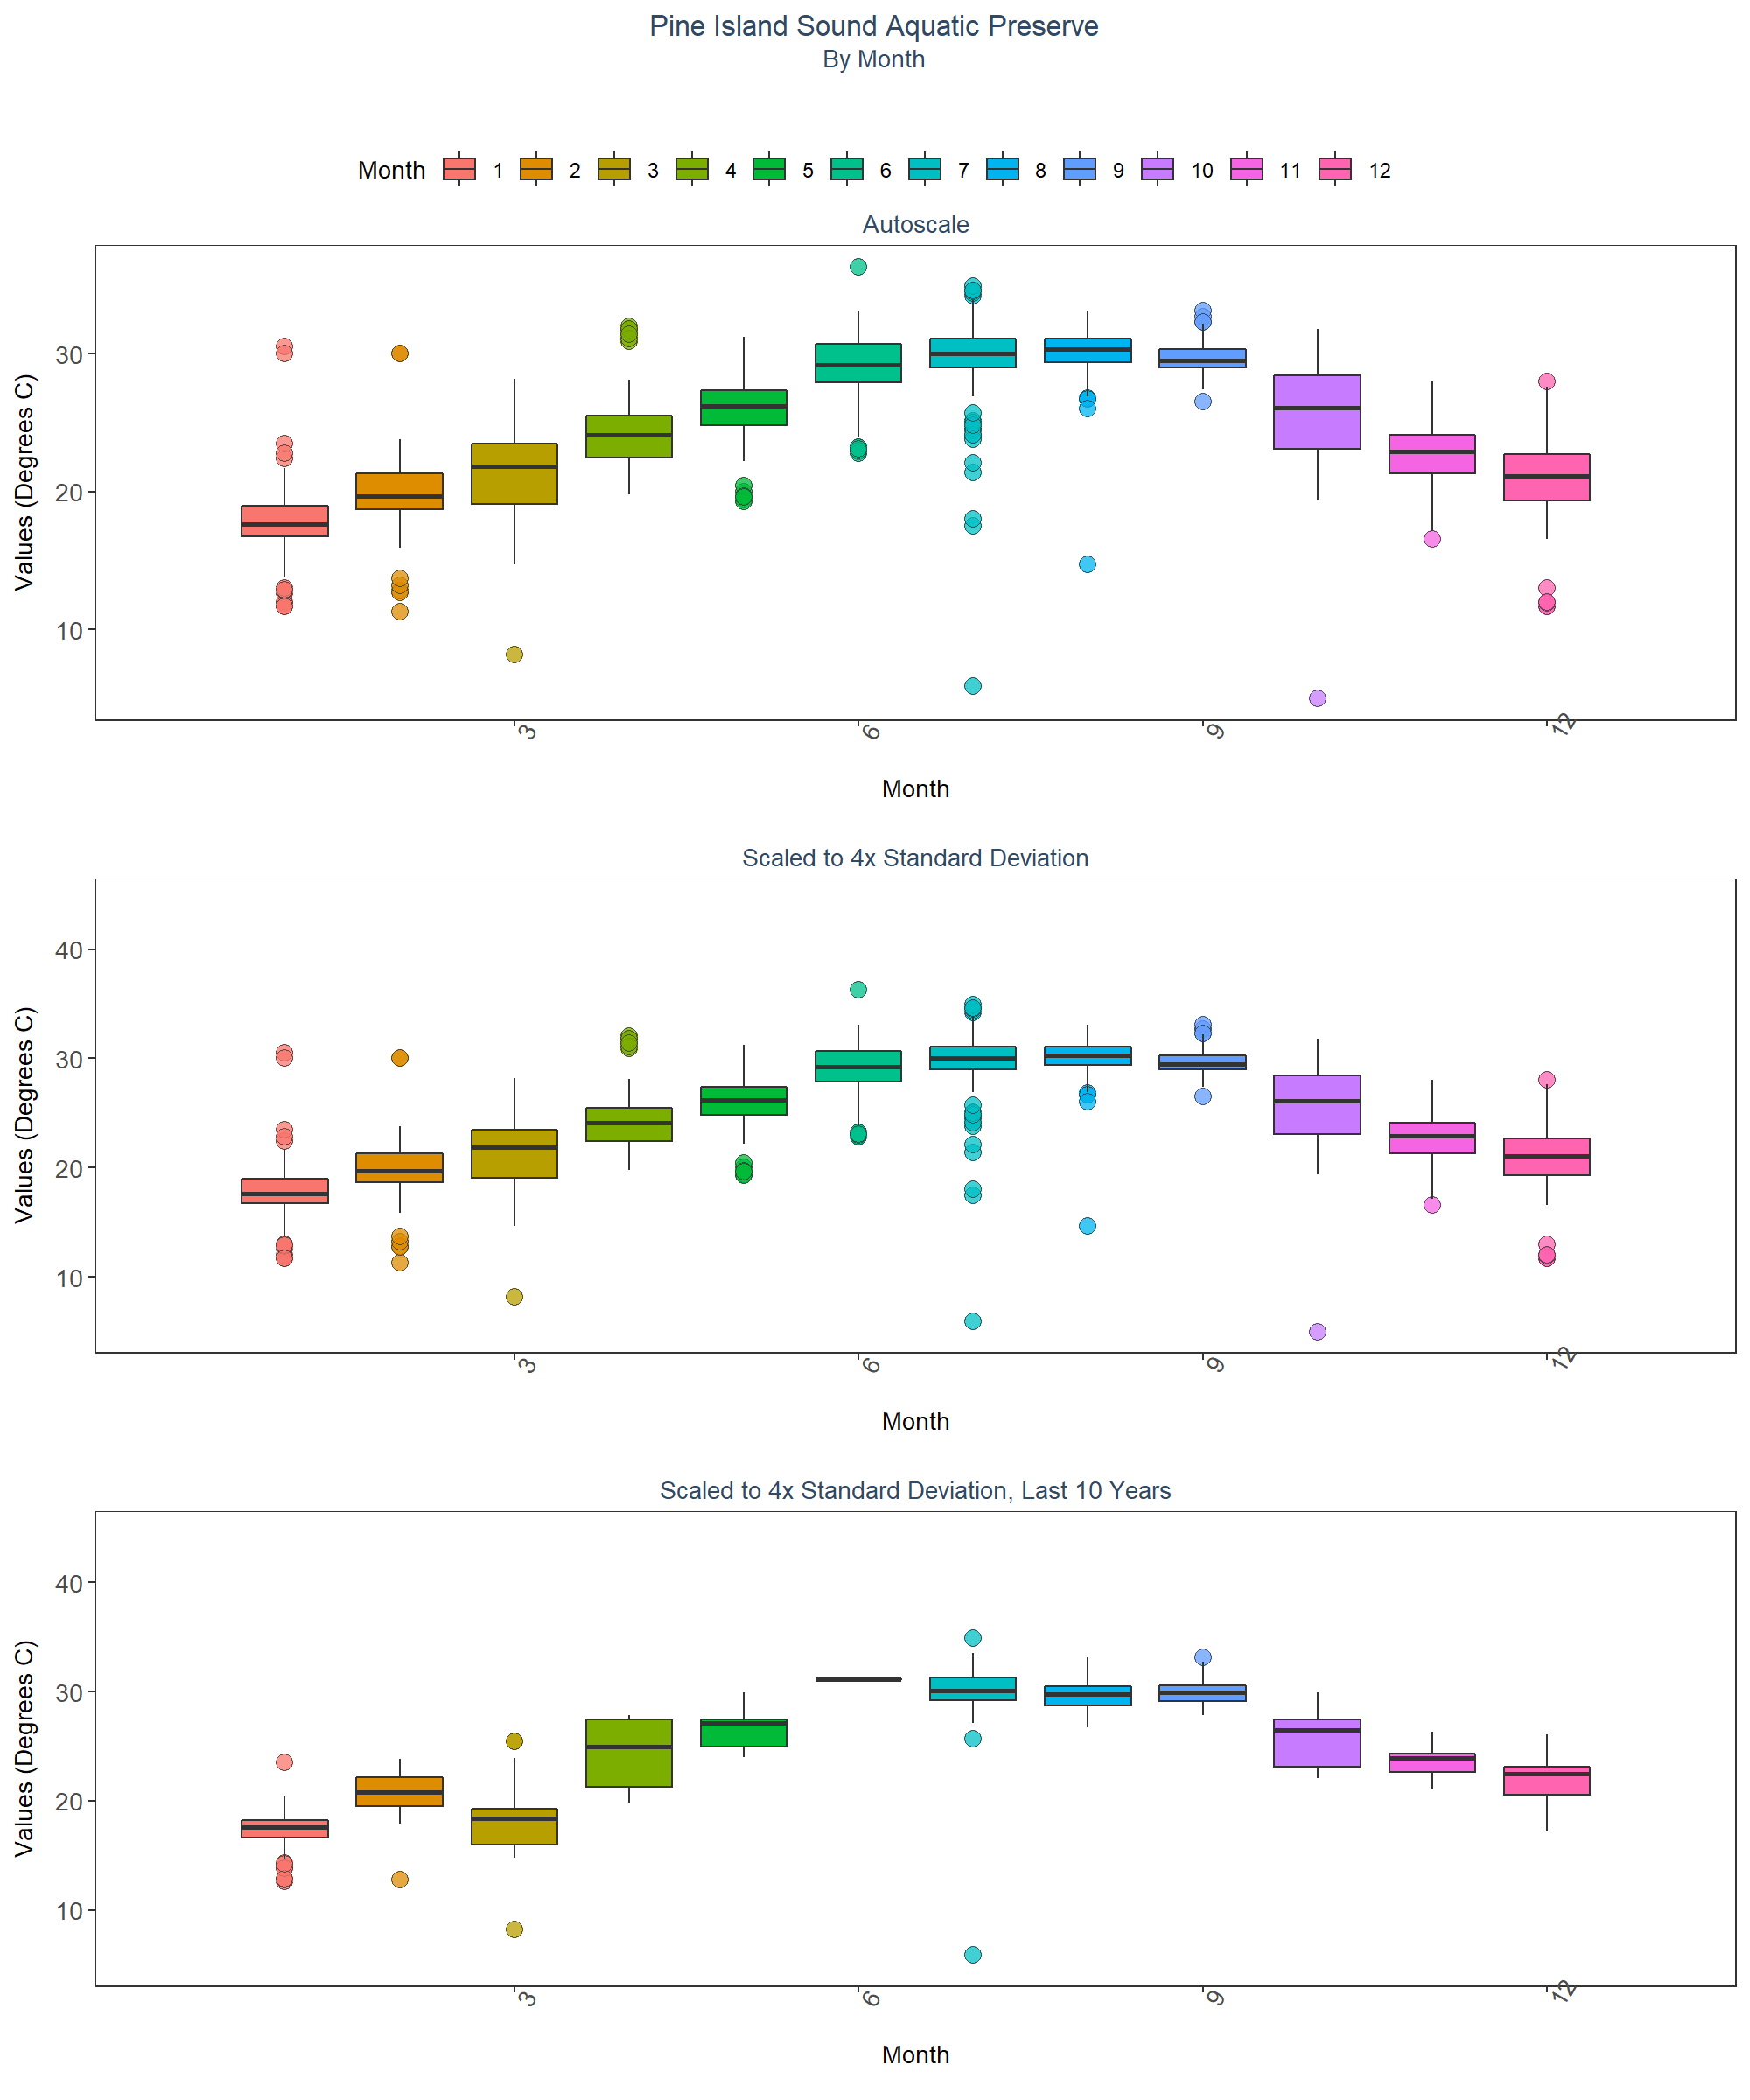 Pine Island Sound Aquatic Preserve
By Month
Month 1 2 3 4 5 6 7 8 9 10 11 12
Autoscale
Values (Degrees C)
30
20
10
3 6 9 12
Month
Scaled to 4x Standard Deviation
Values (Degrees C)
40
30
20
10
3 6 9 12
Month
Scaled to 4x Standard Deviation, Last 10 Years
Values (Degrees C)
40
30
20
10
3 6 9 12
Month